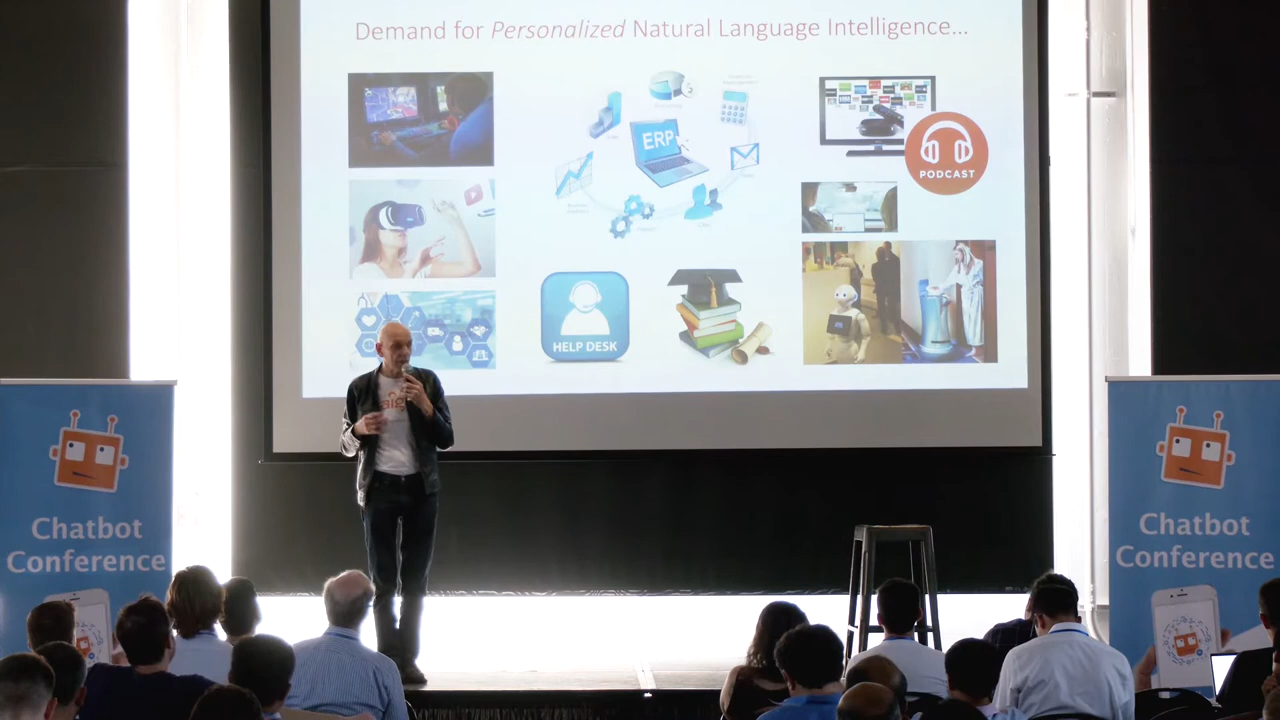 Demand for Personalized Natural Language Intelligence...
ERP
PODCAST
HELP DESK
Chatbot
Conference
Chatbot
Conference